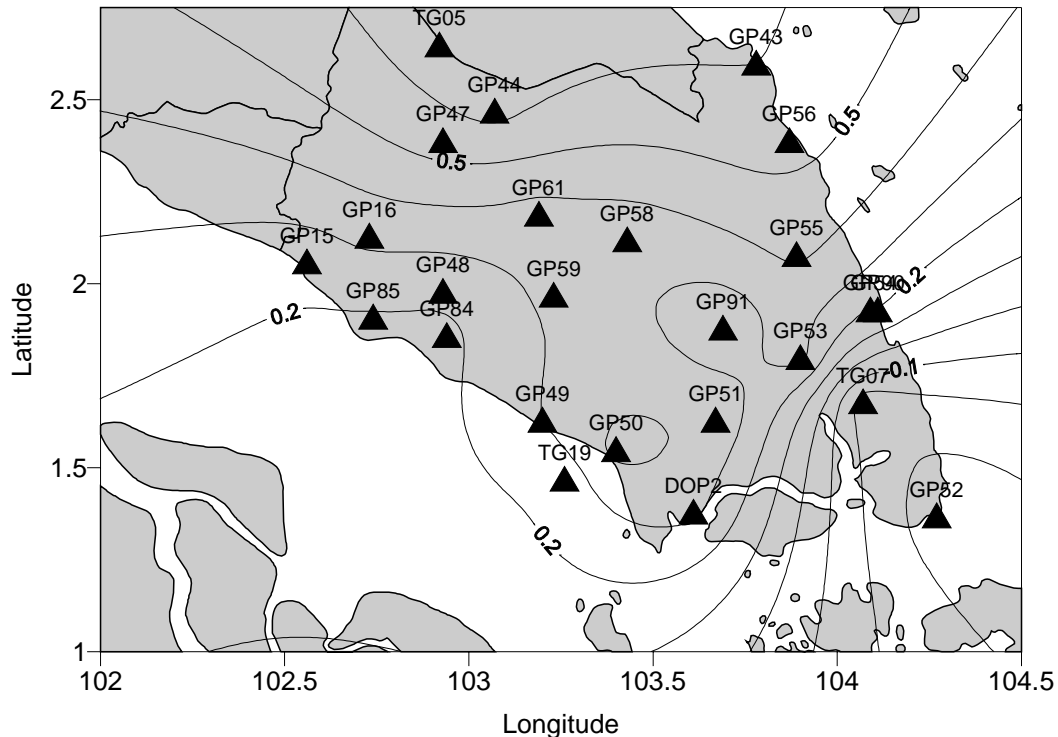 TG05
GP43
2.5
GP44
GP47
GP56
0.5
0.5
GP61
GP16
GP58
GP15
GP55
2
GP48
GP59
0.2
GP85
GP84
GP91
0.2
GP53
-0.1
TG07
GP49
GP51
GP50
1.5
TG19
DOP2
GP52
0.2
1
102
102.5
103
103.5
104
104.5
Latitude
Longitude